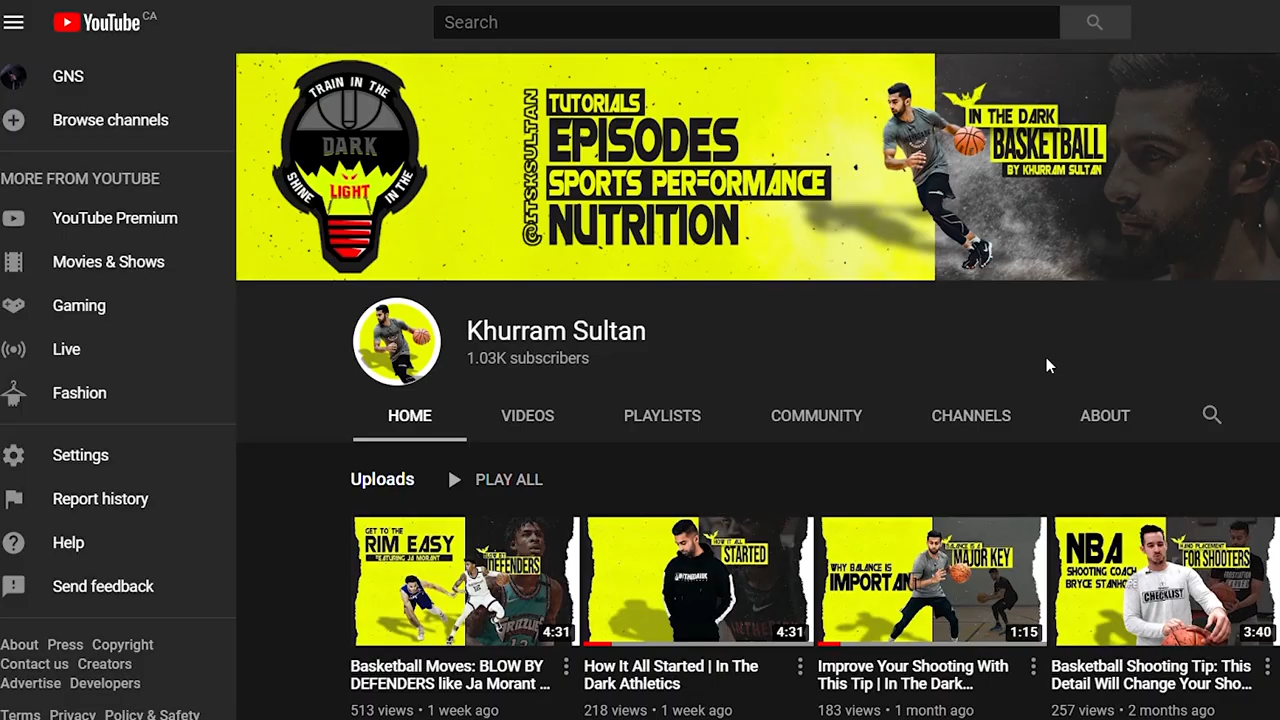 YouTube CA
Search
GNS
Browse channels
MORE FROM YOUTUBE
YouTube Premium
Movies & Shows
Gaming
Live
Fashion
Settings
Report history
Help
Send feedback
About Press Copyright
Contact us Creators
Advertise Developers
Terms Privacy Policy & Safety
TRAIN IN THE
DARK
SHINE IN THE
LIGHT
@ITSKSULTAN
TUTORIALS
EPISODES
SPORTS PERFORMANCE
NUTRITION
IN THE DARK
BASKETBALL
BY KHURRAM SULTAN
Khurram Sultan
1.03K subscribers
HOME VIDEOS PLAYLISTS COMMUNITY CHANNELS ABOUT
Uploads PLAY ALL
GET TO THE
RIM EASY
FEATURING JA MORANT
BLOW BY
DEFENDERS
GRIZZLIES
12
4:31
Basketball Moves: BLOW BY
DEFENDERS like Ja Morant ...
513 views • 1 week ago
HOW IT ALL
STARTED
4:31
How It All Started | In The
Dark Athletics
218 views • 1 week ago
WHY BALANCE IS
IMPORTAN
BALANCE IS A
MAJOR KEY
1:15
Improve Your Shooting With
This Tip | In The Dark...
183 views • 1 month ago
NBA
SHOOTING COACH
BRYCE STANHO
AND PLACEMENT
FOR SHOOTERS
CHECKLIST
3:40
Basketball Shooting Tip: This
Detail Will Change Your Sho...
257 views • 2 months ago